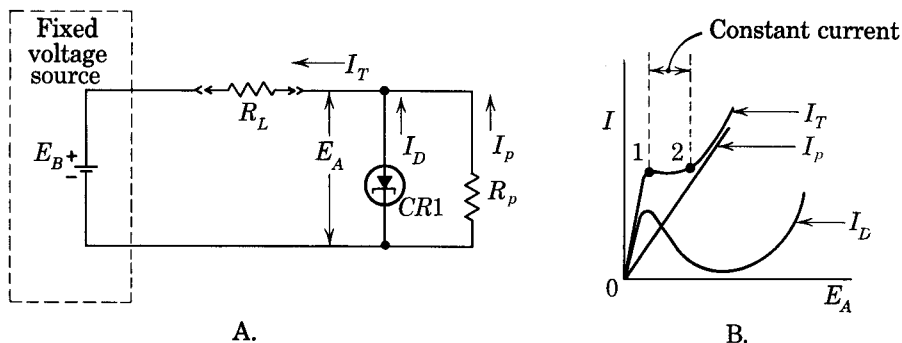 Fixed
voltage
source
I_T
R_L
E_B
+
-
E_A
I_D
I_p
CR1
R_p
A.
Constant current
I
1
2
I_T
I_p
I_D
0
E_A
B.